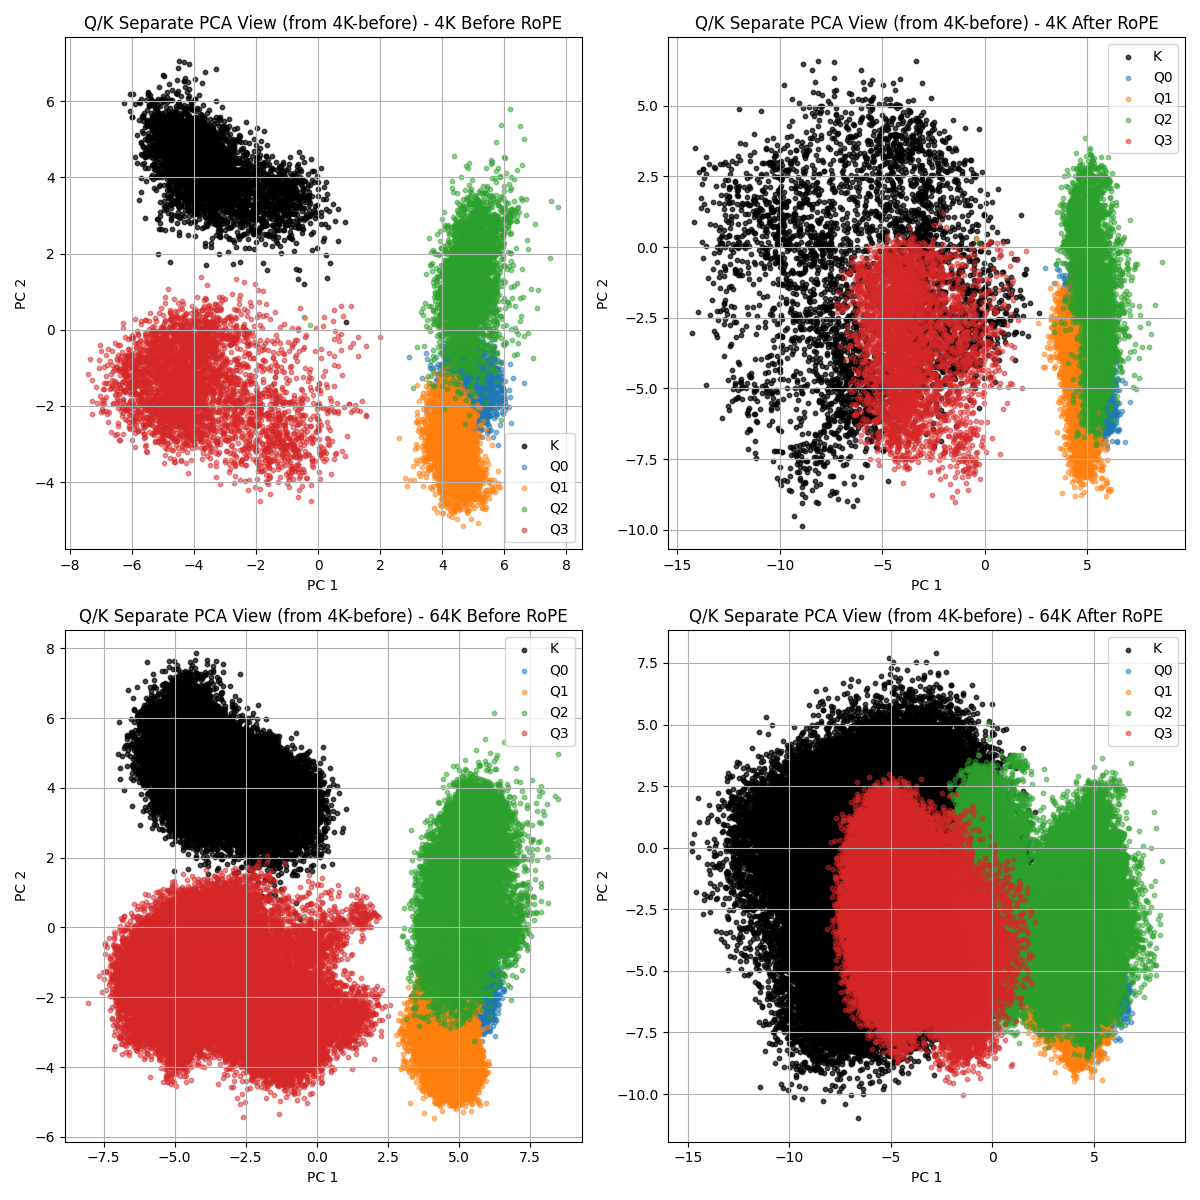 Q/K Separate PCA View (from 4K-before) - 4K Before RoPE
PC 2
6
4
2
0
−2
−4
−8
−6
−4
−2
0
2
4
6
8
PC 1
K
Q0
Q1
Q2
Q3
Q/K Separate PCA View (from 4K-before) - 4K After RoPE
PC 2
5.0
2.5
0.0
−2.5
−5.0
−7.5
−10.0
−15
−10
−5
0
5
PC 1
K
Q0
Q1
Q2
Q3
Q/K Separate PCA View (from 4K-before) - 64K Before RoPE
PC 2
8
6
4
2
0
−2
−4
−6
−7.5
−5.0
−2.5
0.0
2.5
5.0
7.5
PC 1
K
Q0
Q1
Q2
Q3
Q/K Separate PCA View (from 4K-before) - 64K After RoPE
PC 2
7.5
5.0
2.5
0.0
−2.5
−5.0
−7.5
−10.0
−15
−10
−5
0
5
PC 1
K
Q0
Q1
Q2
Q3